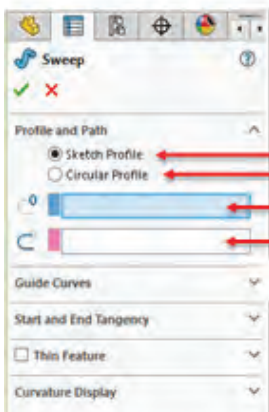 Sweep
Profile and Path
Sketch Profile
Circular Profile
Guide Curves
Start and End Tangency
Thin Feature
Curvature Display